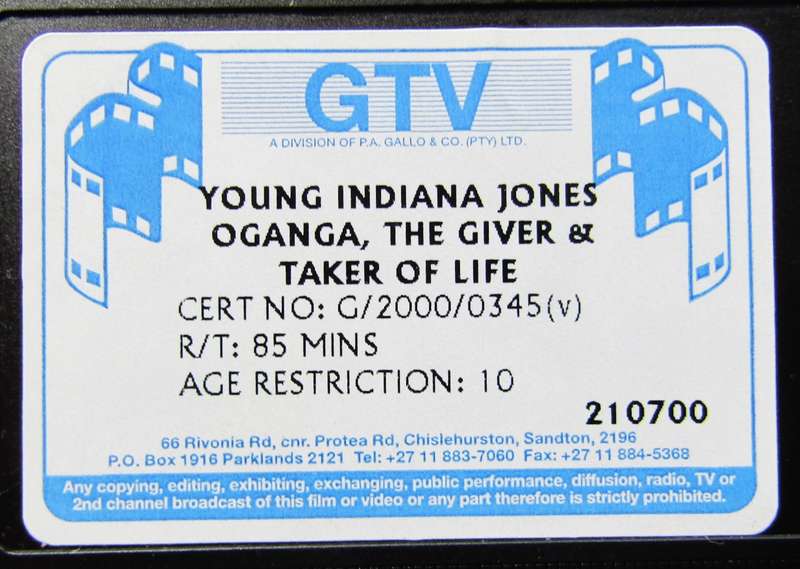 GTV
A DIVISION OF P.A. GALLO & CO. (PTY) LTD.
YOUNG INDIANA JONES
OGANGA, THE GIVER &
TAKER OF LIFE
CERT NO: G/2000/0345(v)
R/T: 85 MINS
AGE RESTRICTION: 10
210700
66 Rivonia Rd, cnr. Protea Rd, Chislehurston, Sandton, 2196
P.O. Box 1916 Parklands 2121 Tel: +27 11 883-7060 Fax: +27 11 884-5368
Any copying, editing, exhibiting, exchanging, public performance, diffusion, radio, TV or
2nd channel broadcast of this film or video or any part therefore is strictly prohibited.